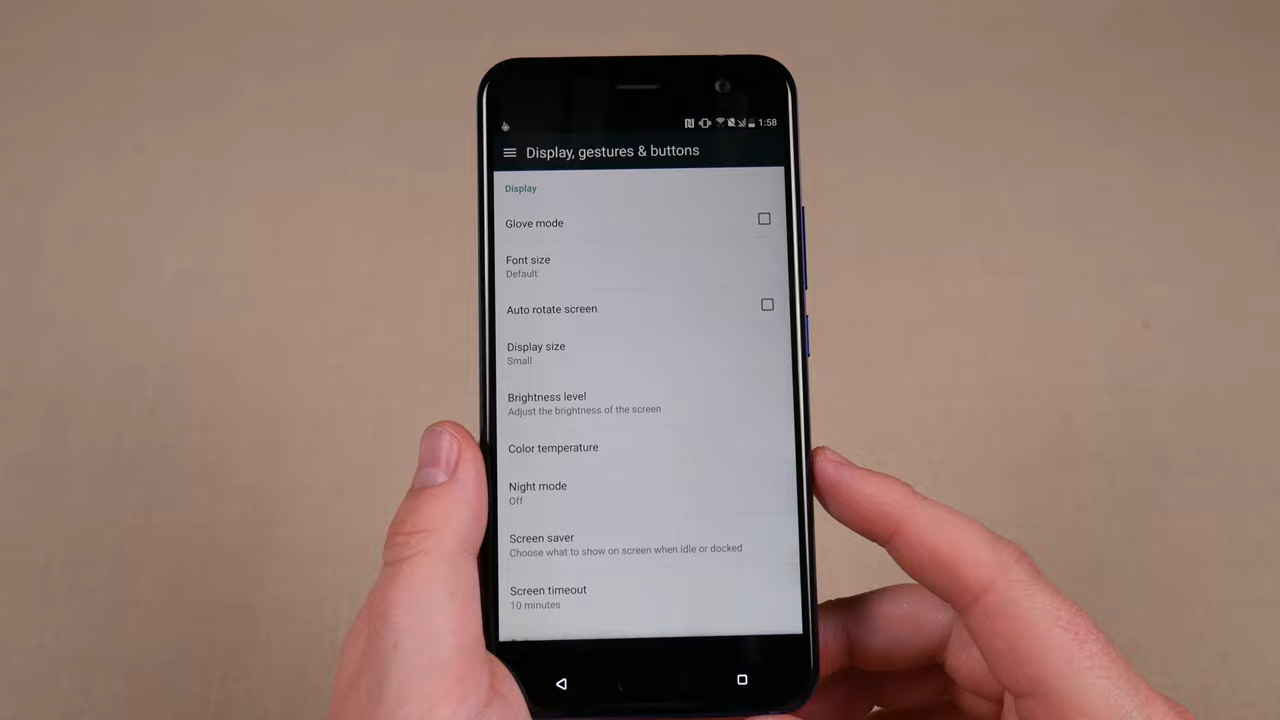 1:58
Display, gestures & buttons
Display
Glove mode
Font size
Default
Auto rotate screen
Display size
Small
Brightness level
Adjust the brightness of the screen
Color temperature
Night mode
Off
Screen saver
Choose what to show on screen when idle or docked
Screen timeout
10 minutes